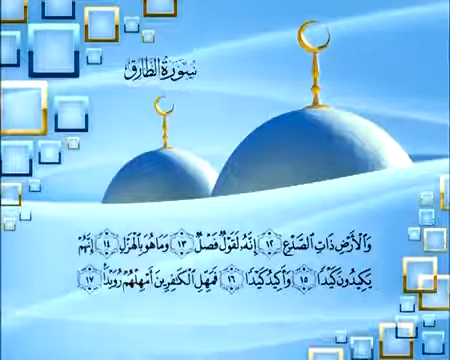 سورة الطارق
وَالْأَرْضِ ذَاتِ الصَّدْعِ ١٢ إِنَّهُ لَقَوْلٌ فَصْلٌ ١٣ وَمَا هُوَ بِالْهَزْلِ ١٤ إِنَّهُمْ
يَكِيدُونَ كَيْدًا ١٥ وَأَكِيدُ كَيْدًا ١٦ فَمَهِّلِ الْكَافِرِينَ أَمْهِلْهُمْ رُوَيْدًا ١٧